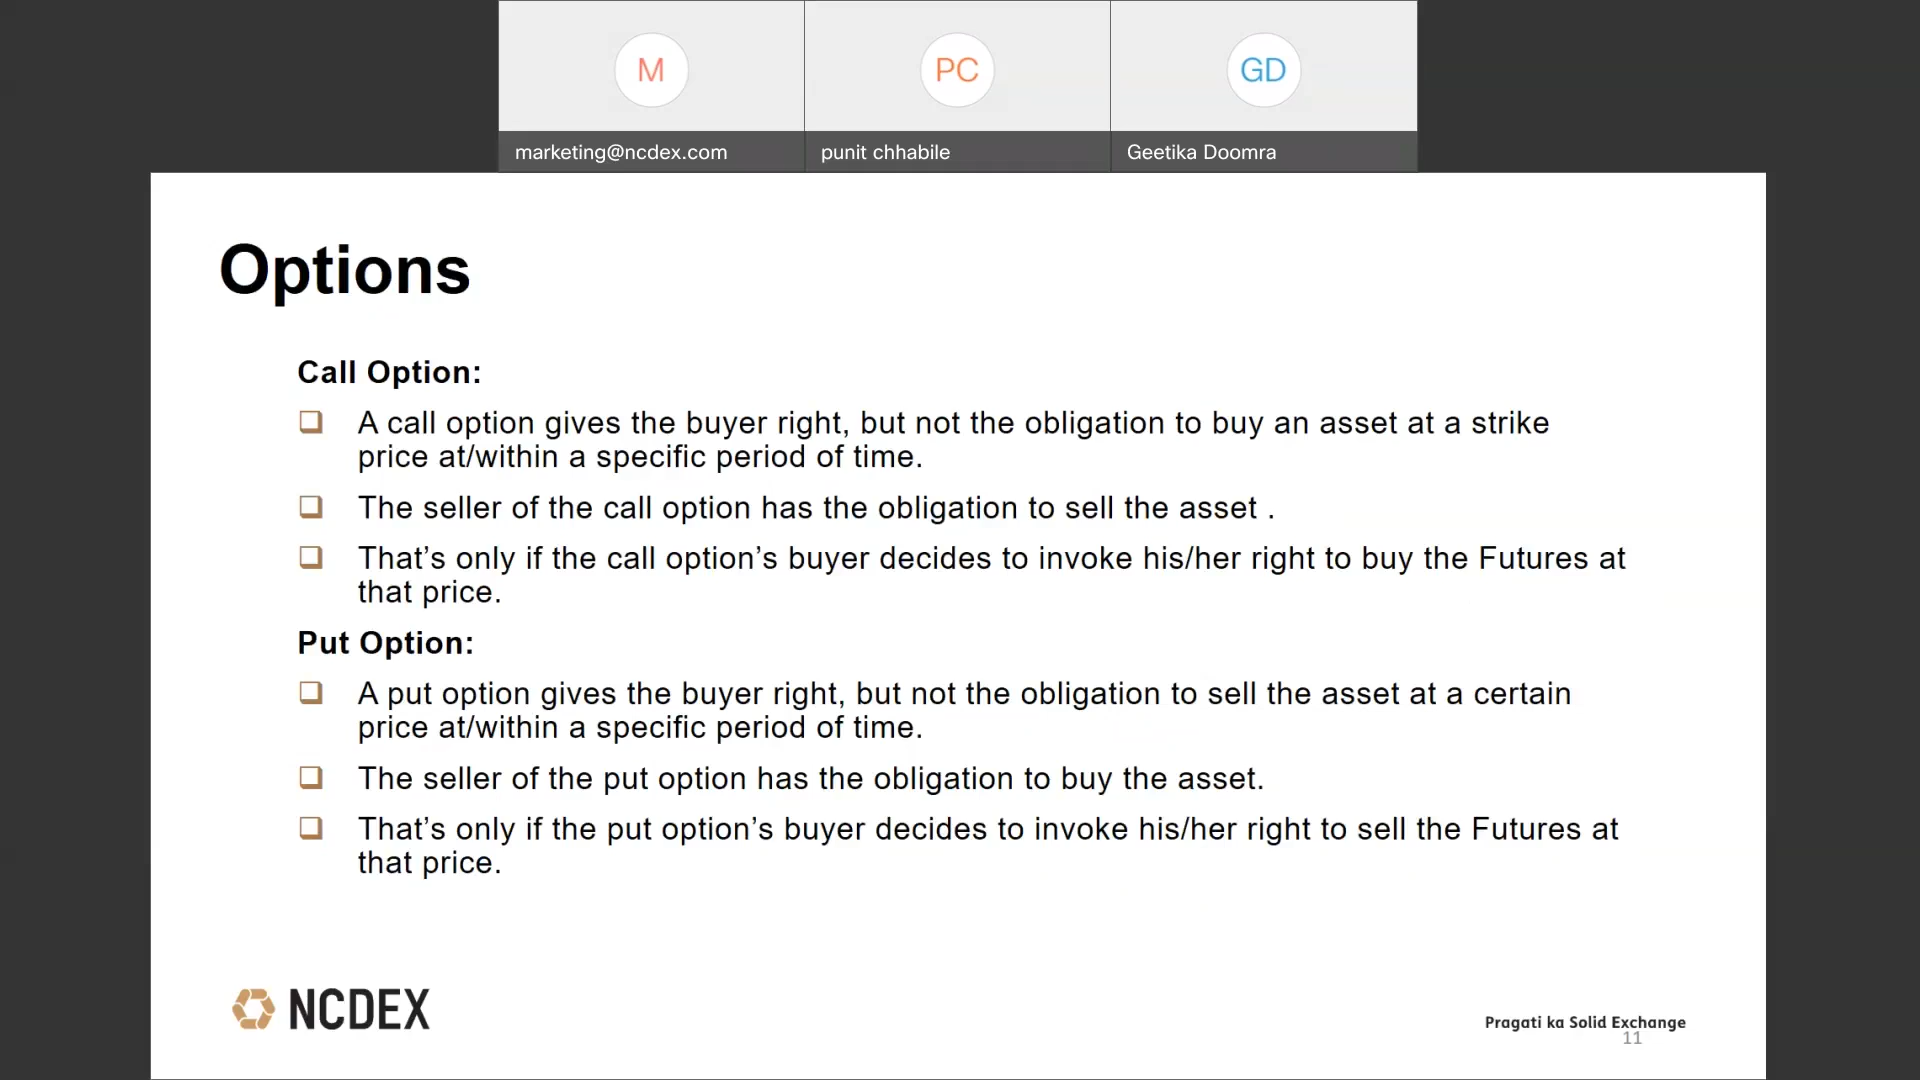 M
PC
GD
marketing@ncdex.com
punit chhabile
Geetika Doomra
Options
Call Option:
A call option gives the buyer right, but not the obligation to buy an asset at a strike
price at/within a specific period of time.
The seller of the call option has the obligation to sell the asset .
That’s only if the call option’s buyer decides to invoke his/her right to buy the Futures at
that price.
Put Option:
A put option gives the buyer right, but not the obligation to sell the asset at a certain
price at/within a specific period of time.
The seller of the put option has the obligation to buy the asset.
That’s only if the put option’s buyer decides to invoke his/her right to sell the Futures at
that price.
NCDEX
Pragati ka Solid Exchange
11